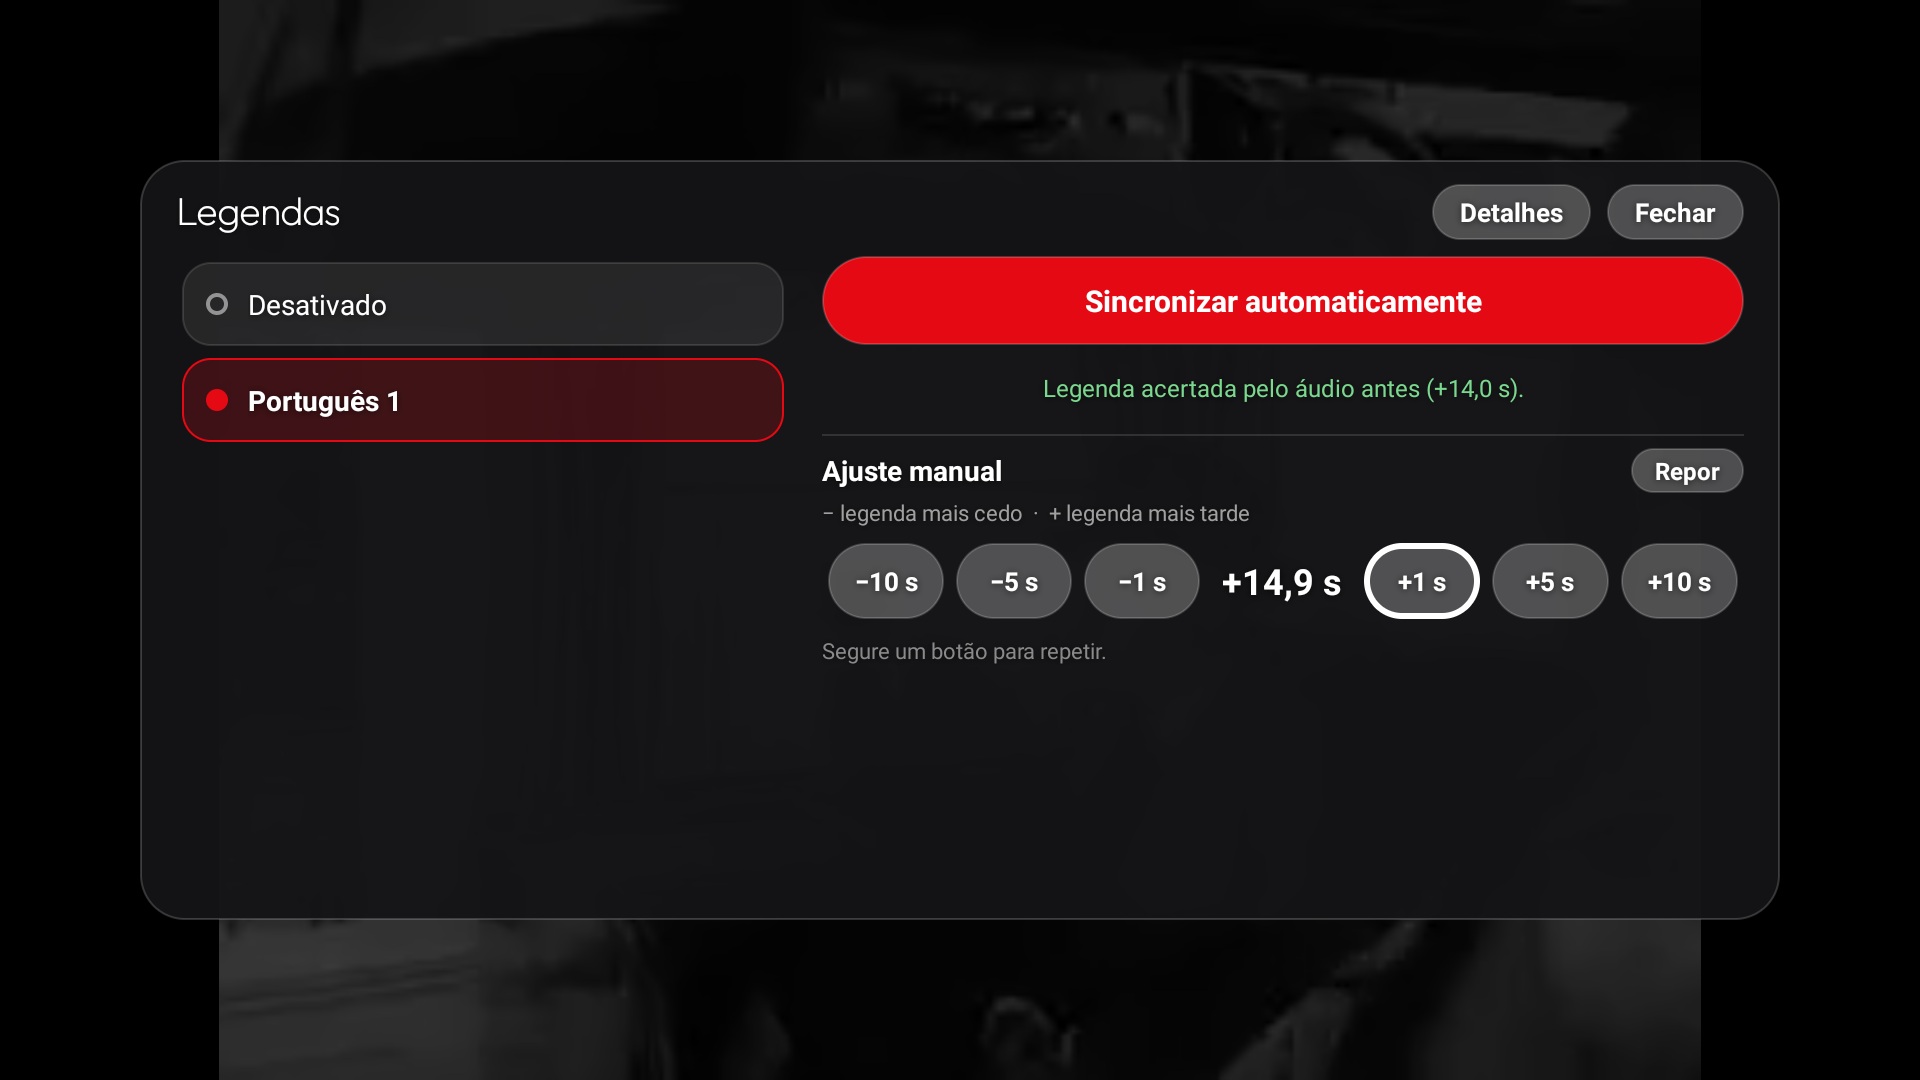 Legendas
Detalhes
Fechar
Desativado
Português 1
Sincronizar automaticamente
Legenda acertada pelo áudio antes (+14,0 s).
Ajuste manual
Repor
− legenda mais cedo · + legenda mais tarde
−10 s
−5 s
−1 s
+14,9 s
+1 s
+5 s
+10 s
Segure um botão para repetir.